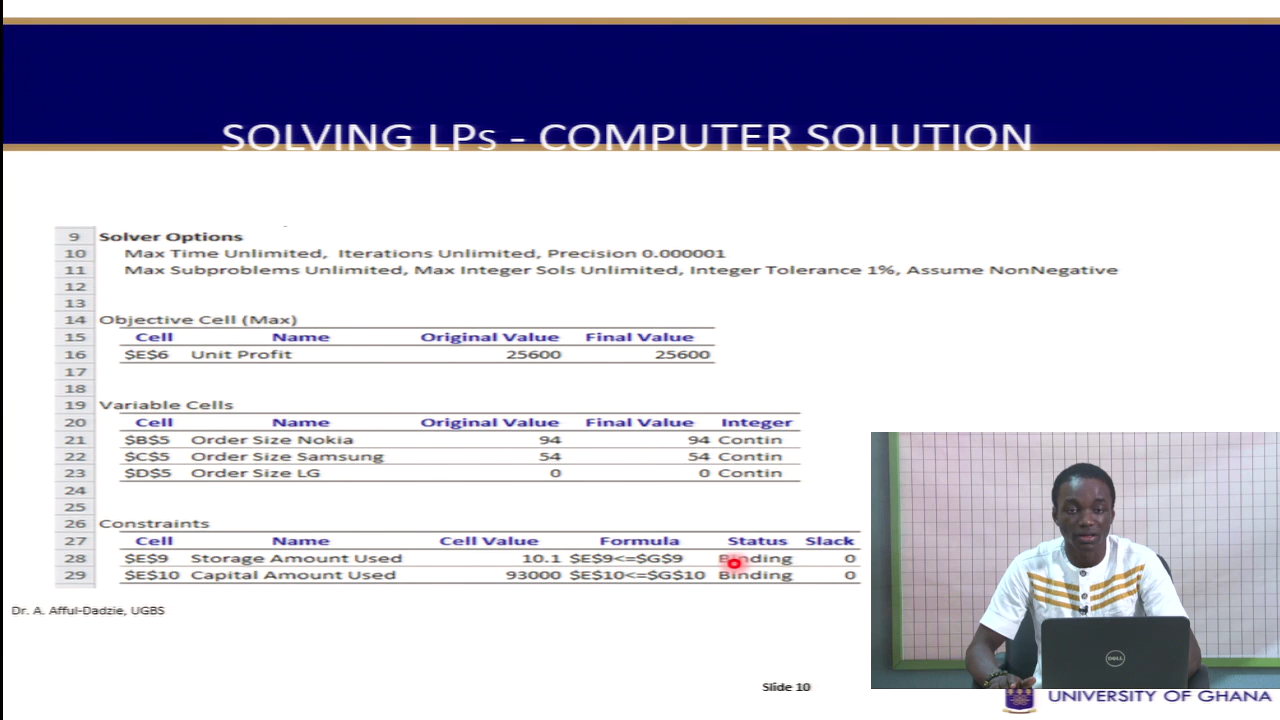 SOLVING LPs - COMPUTER SOLUTION
9 Solver Options
10 Max Time Unlimited, Iterations Unlimited, Precision 0.000001
11 Max Subproblems Unlimited, Max Integer Sols Unlimited, Integer Tolerance 1%, Assume NonNegative
12
13
14 Objective Cell (Max)
15 Cell Name Original Value Final Value
16 $E$6 Unit Profit 25600 25600
17
18
19 Variable Cells
20 Cell Name Original Value Final Value Integer
21 $B$5 Order Size Nokia 94 94 Contin
22 $C$5 Order Size Samsung 54 54 Contin
23 $D$5 Order Size LG 0 0 Contin
24
25
26 Constraints
27 Cell Name Cell Value Formula Status Slack
28 $E$9 Storage Amount Used 10.1 $E$9<=$G$9 Binding 0
29 $E$10 Capital Amount Used 93000 $E$10<=$G$10 Binding 0
Dr. A. Afful-Dadzie, UGBS
DELL
Slide 10
UNIVERSITY OF GHANA